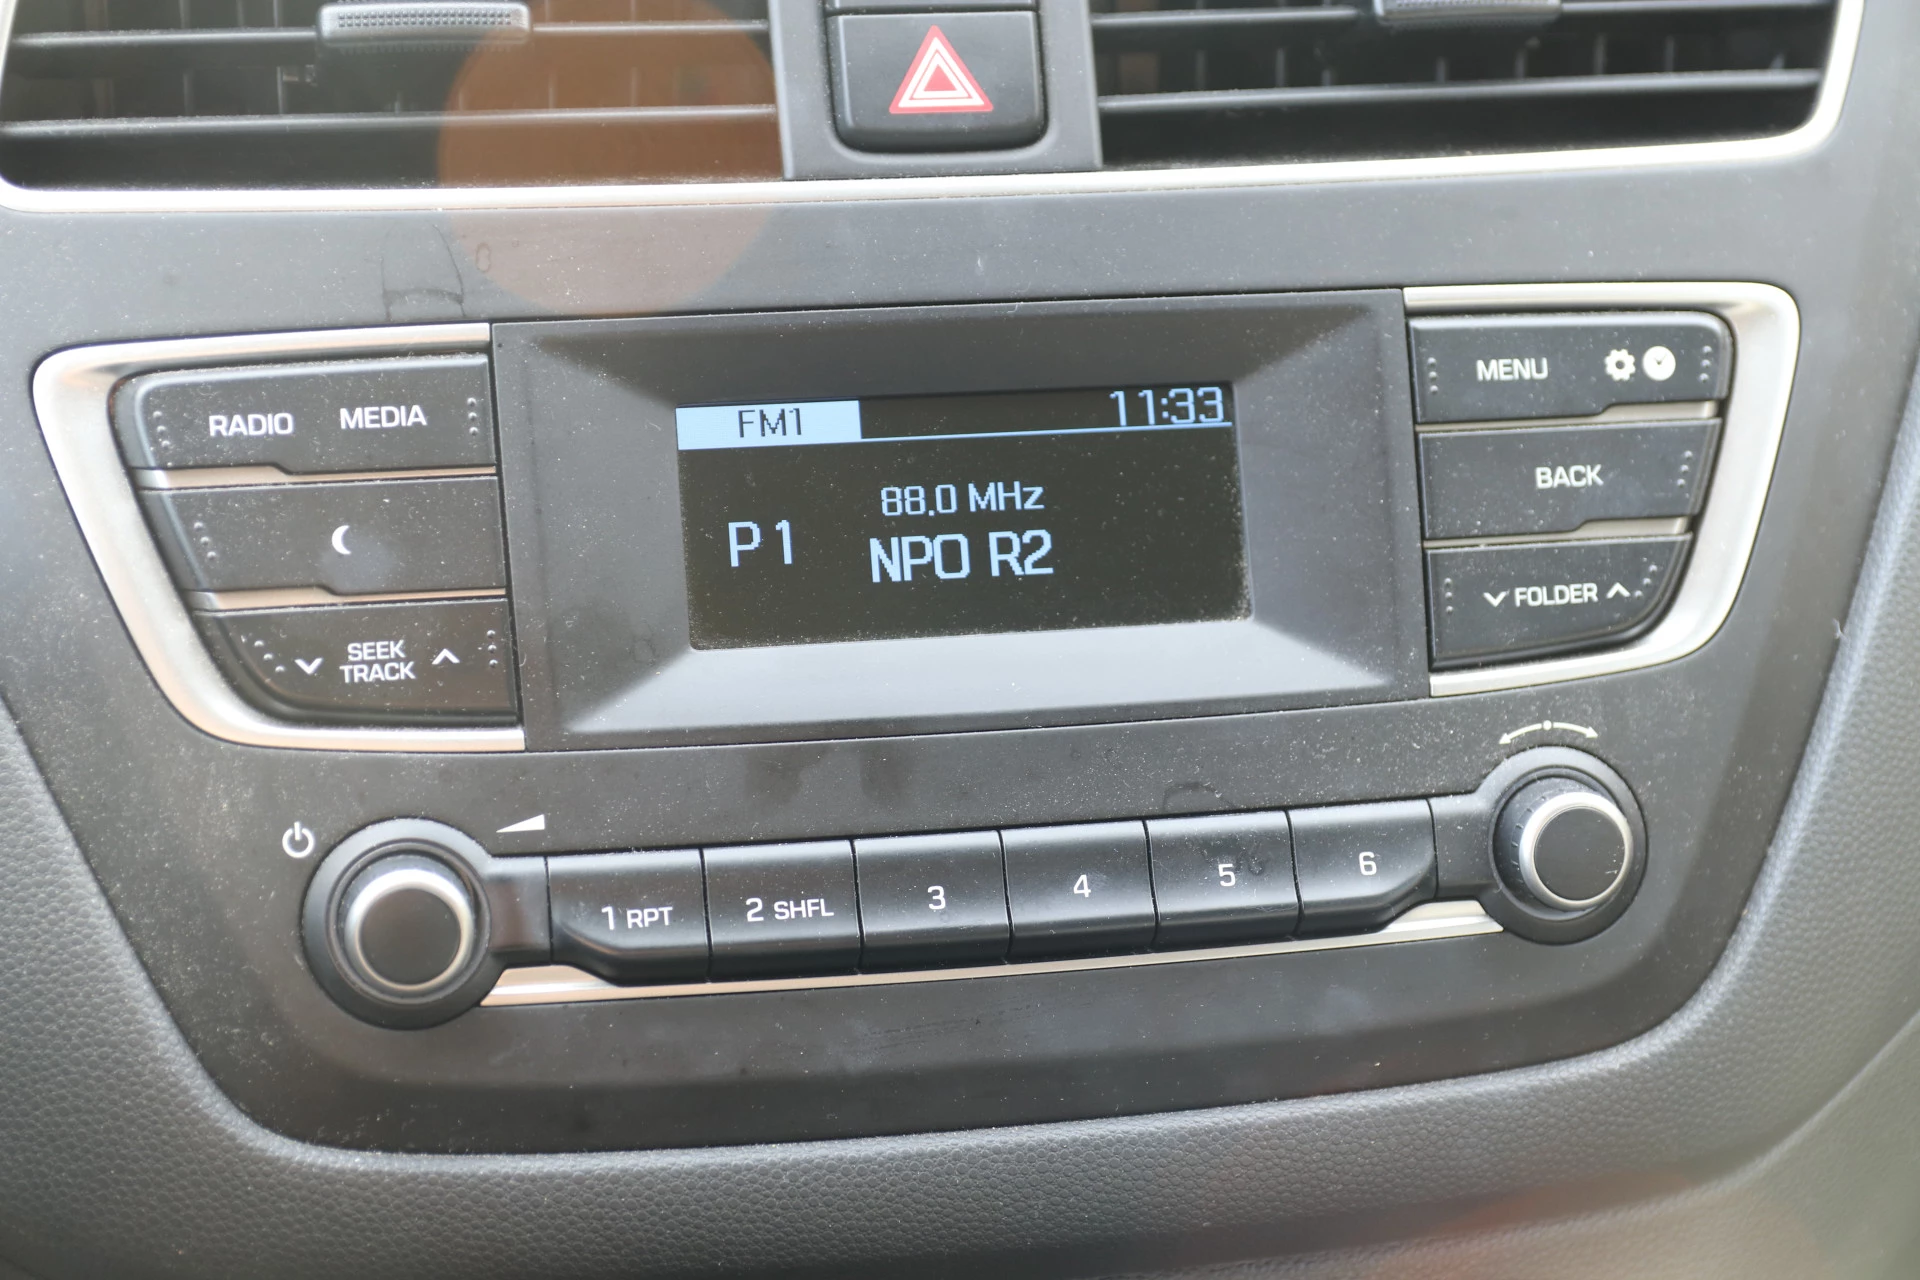 RADIO MEDIA
SEEK
TRACK
FM1 11:33
88.0 MHz
P1 NPO R2
MENU
BACK
FOLDER
1 RPT 2 SHFL 3 4 5 6